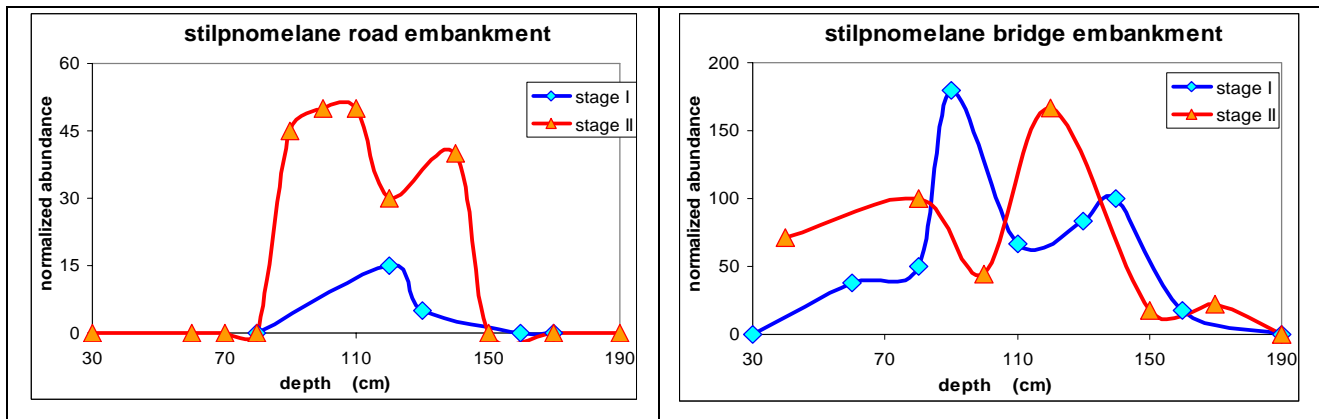 stilpnomelane road embankment
60
45
30
15
0
normalized abundance
stage I
stage II
30 70 110 150 190
depth (cm)
stilpnomelane bridge embankment
200
150
100
50
0
normalized abundance
stage I
stage II
30 70 110 150 190
depth (cm)